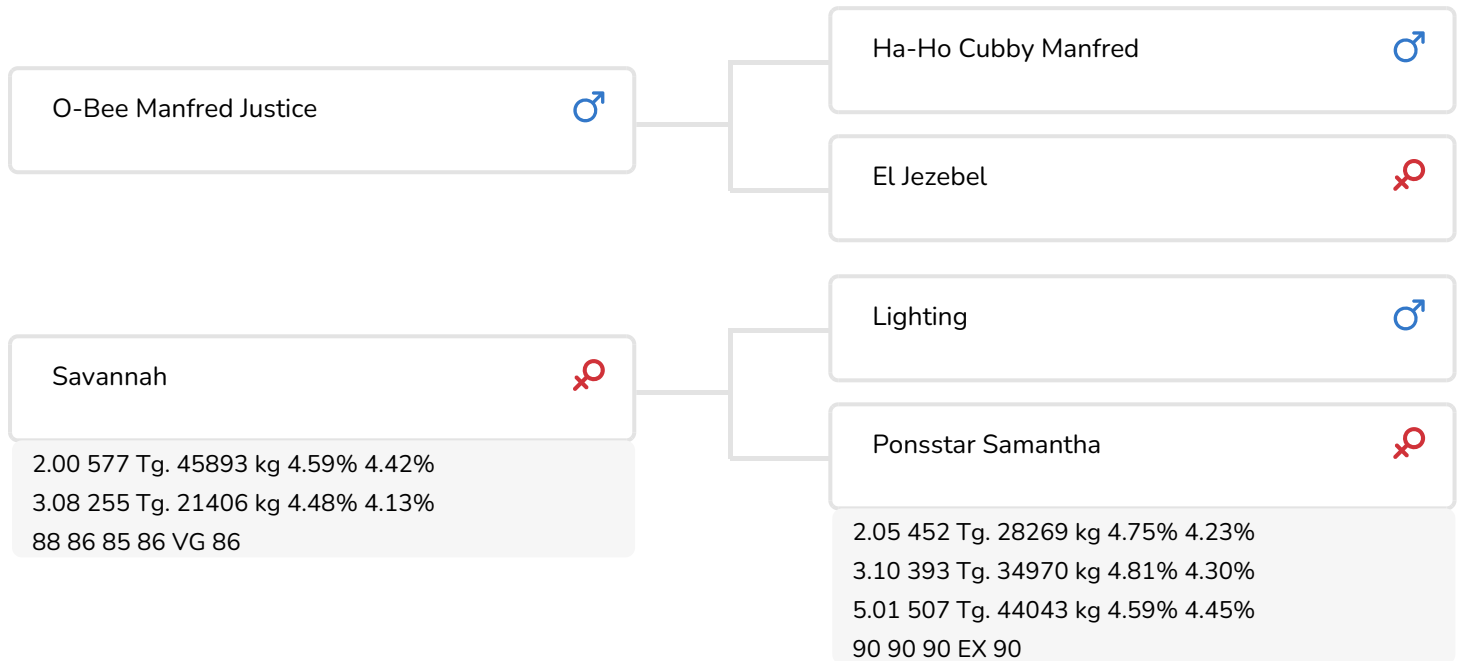 O-Bee Manfred Justice
Ha-Ho Cubby Manfred
El Jezebel
Savannah
2.00 577 Tg. 45893 kg 4.59% 4.42%
3.08 255 Tg. 21406 kg 4.48% 4.13%
88 86 85 86 VG 86
Lighting
Ponsstar Samantha
2.05 452 Tg. 28269 kg 4.75% 4.23%
3.10 393 Tg. 34970 kg 4.81% 4.30%
5.01 507 Tg. 44043 kg 4.59% 4.45%
90 90 90 EX 90